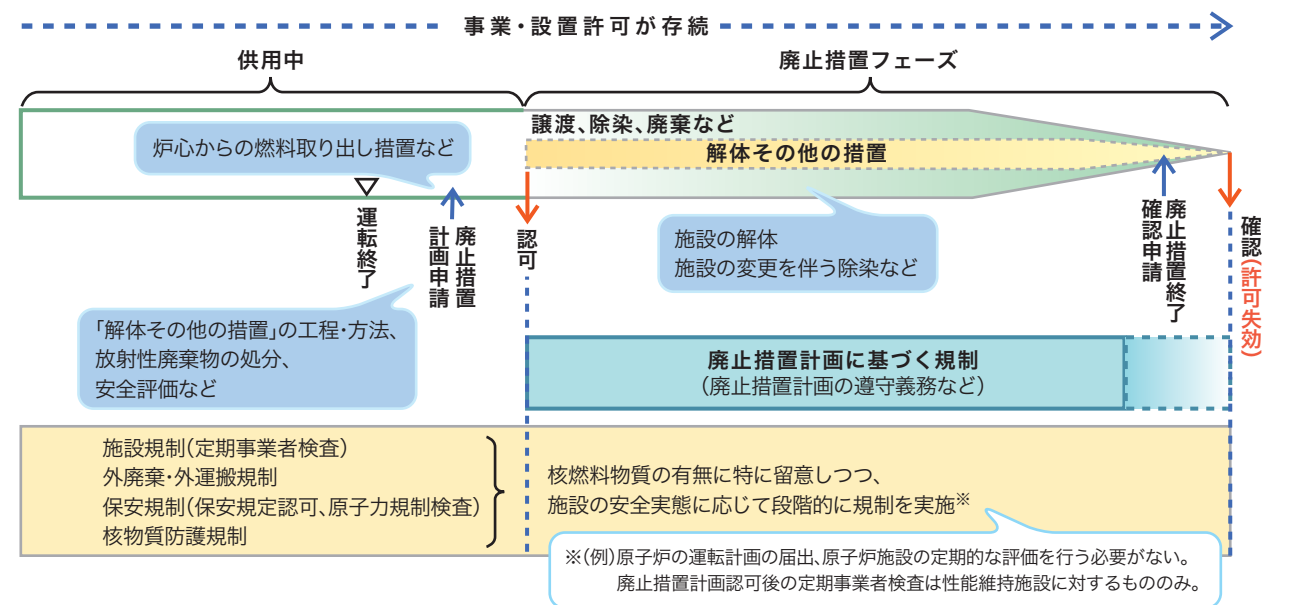 事業・設置許可が存続
供用中
廃止措置フェーズ
炉心からの燃料取り出し措置など
譲渡、除染、廃棄など
解体その他の措置
運転終了
廃止措置
計画申請
認可
施設の解体
施設の変更を伴う除染など
廃止措置終了
確認申請
確認(許可失効)
「解体その他の措置」の工程・方法、
放射性廃棄物の処分、
安全評価など
廃止措置計画に基づく規制
（廃止措置計画の遵守義務など）
施設規制(定期事業者検査)
外廃棄・外運搬規制
保安規制(保安規定認可、原子力規制検査)
核物質防護規制
核燃料物質の有無に特に留意しつつ、
施設の安全実態に応じて段階的に規制を実施※
※(例)原子炉の運転計画の届出、原子炉施設の定期的な評価を行う必要がない。
廃止措置計画認可後の定期事業者検査は性能維持施設に対するもののみ。